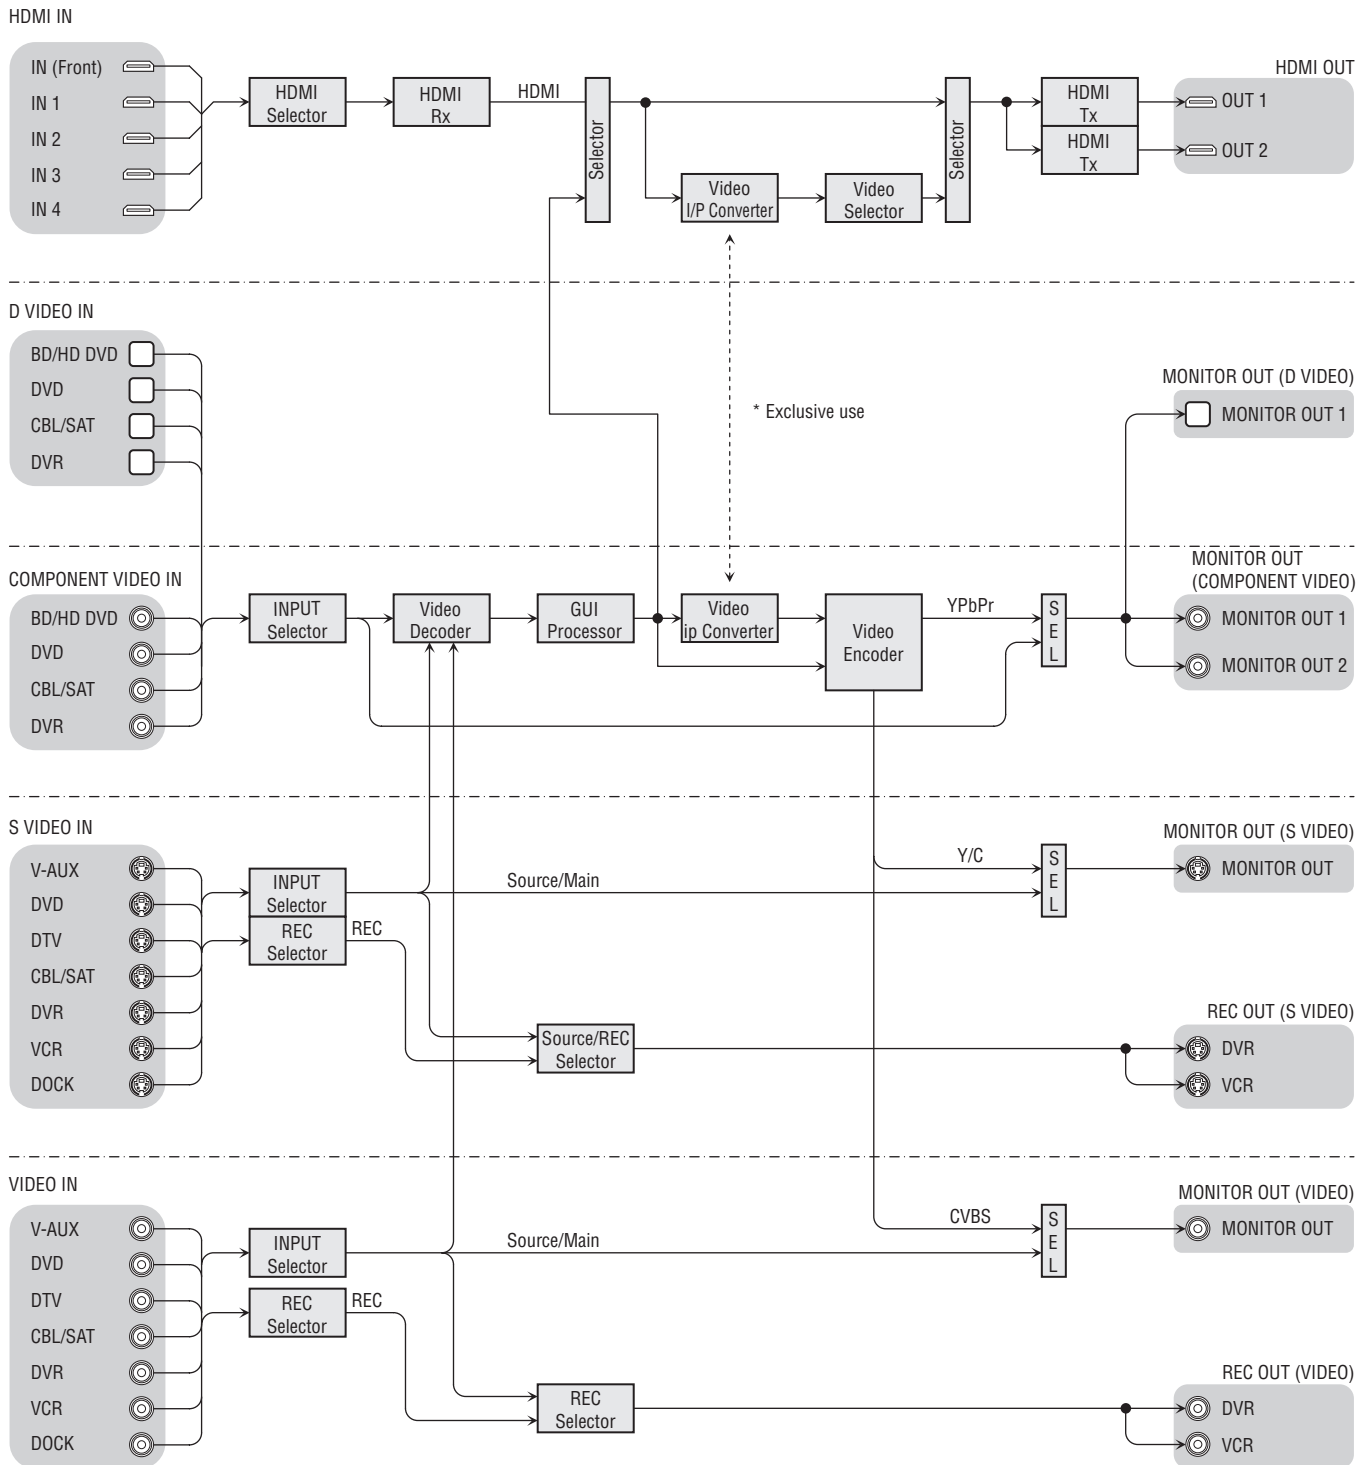 HDMI IN
IN (Front)
IN 1
IN 2
IN 3
IN 4
HDMI
Selector
HDMI
Rx
HDMI
Selector
Video
I/P Converter
Video
Selector
Selector
HDMI
Tx
HDMI
Tx
HDMI OUT
OUT 1
OUT 2
D VIDEO IN
BD/HD DVD
DVD
CBL/SAT
DVR
* Exclusive use
MONITOR OUT (D VIDEO)
MONITOR OUT 1
COMPONENT VIDEO IN
BD/HD DVD
DVD
CBL/SAT
DVR
INPUT
Selector
Video
Decoder
GUI
Processor
Video
ip Converter
Video
Encoder
YPbPr
S
E
L
MONITOR OUT
(COMPONENT VIDEO)
MONITOR OUT 1
MONITOR OUT 2
S VIDEO IN
V-AUX
DVD
DTV
CBL/SAT
DVR
VCR
DOCK
INPUT
Selector
REC
Selector
REC
Source/Main
Source/REC
Selector
Y/C
S
E
L
MONITOR OUT (S VIDEO)
MONITOR OUT
REC OUT (S VIDEO)
DVR
VCR
VIDEO IN
V-AUX
DVD
DTV
CBL/SAT
DVR
VCR
DOCK
INPUT
Selector
REC
Selector
REC
Source/Main
REC
Selector
CVBS
S
E
L
MONITOR OUT (VIDEO)
MONITOR OUT
REC OUT (VIDEO)
DVR
VCR